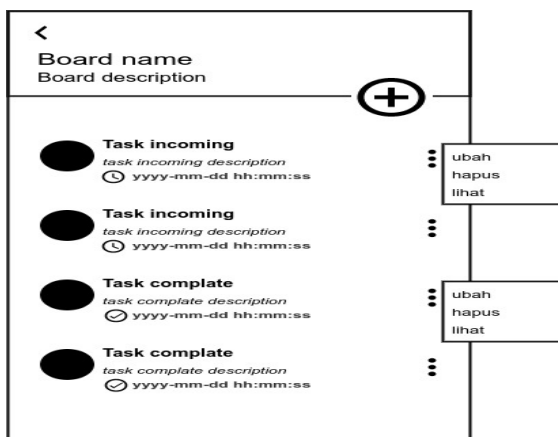 Board name
Board description
Task incoming
task incoming description
yyyy-mm-dd hh:mm:ss
ubah
hapus
lihat
Task incoming
task incoming description
yyyy-mm-dd hh:mm:ss
Task complate
task complate description
yyyy-mm-dd hh:mm:ss
ubah
hapus
lihat
Task complate
task complate description
yyyy-mm-dd hh:mm:ss